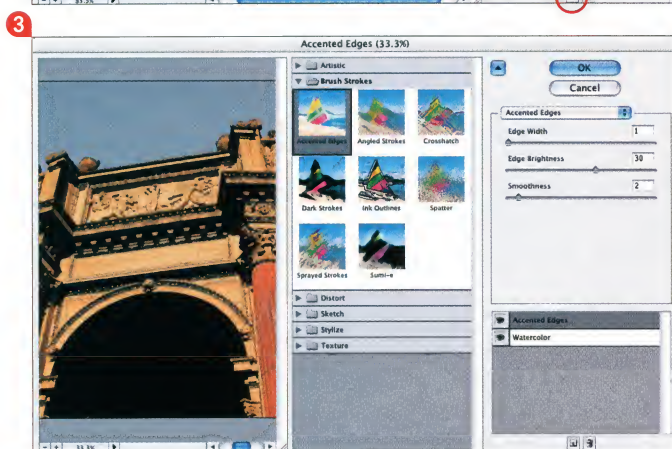 33.3%
3
Accented Edges (33.3%)
Artistic
Brush Strokes
Accented Edges
Angled Strokes
Crosshatch
Dark Strokes
Ink Outlines
Spatter
Sprayed Strokes
Sumi-e
Distort
Sketch
Stylize
Texture
OK
Cancel
Accented Edges
Edge Width 1
Edge Brightness 30
Smoothness 2
Accented Edges
Watercolor
33.3%